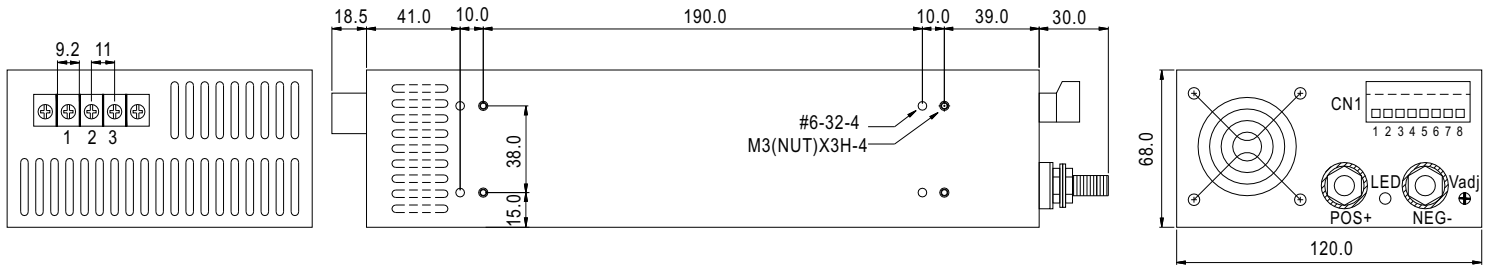 9.2
11
1 2 3
18.5
41.0
10.0
190.0
10.0
39.0
30.0
#6-32-4
M3(NUT)X3H-4
38.0
15.0
68.0
CN1
1 2 3 4 5 6 7 8
LED
Vadj
POS+
NEG-
120.0